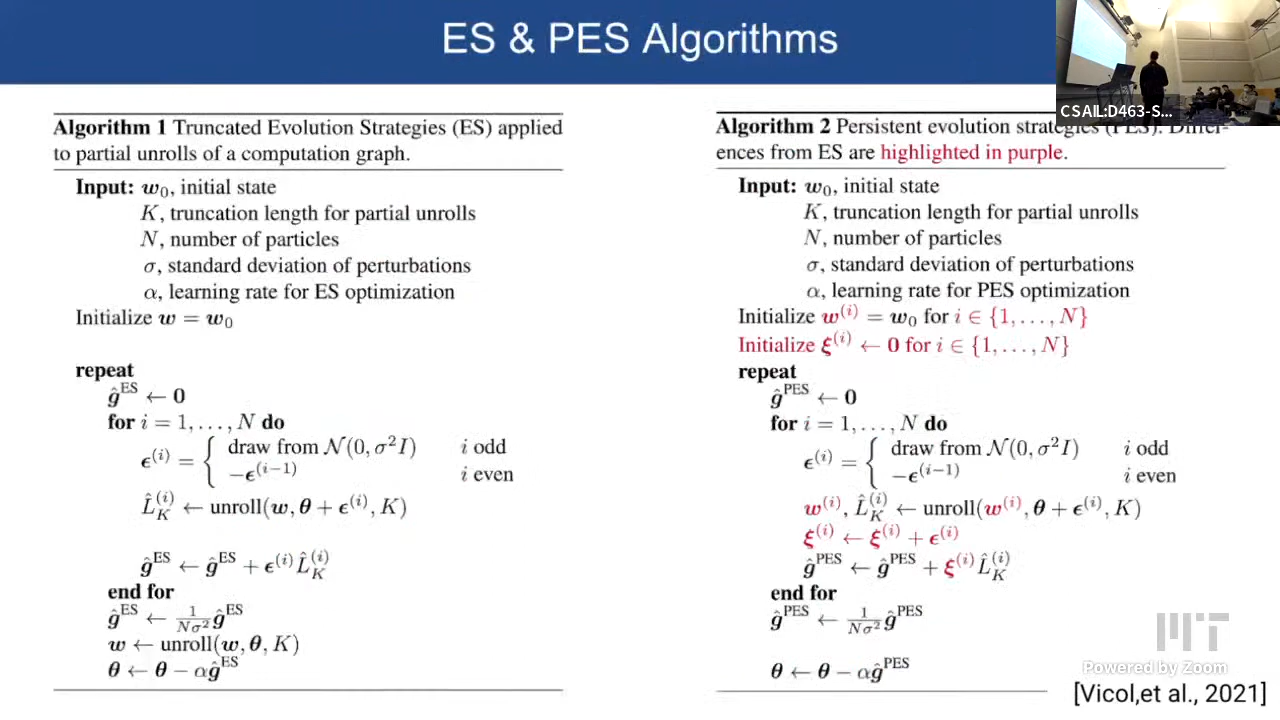 ES & PES Algorithms
CSAIL:D463-S...
Algorithm 1 Truncated Evolution Strategies (ES) applied
to partial unrolls of a computation graph.
Input: w₀, initial state
K, truncation length for partial unrolls
N, number of particles
σ, standard deviation of perturbations
α, learning rate for ES optimization
Initialize w = w₀
repeat
ĝ^ES ← 0
for i = 1, . . . , N do
ϵ^(i) = { draw from N(0, σ²I) i odd
−ϵ^(i−1) i even
L̂_K^(i) ← unroll(w, θ + ϵ^(i), K)
ĝ^ES ← ĝ^ES + ϵ^(i) L̂_K^(i)
end for
ĝ^ES ← 1/(Nσ²) ĝ^ES
w ← unroll(w, θ, K)
θ ← θ − αĝ^ES
Algorithm 2 Persistent evolution strategies (PES). Differ-
ences from ES are highlighted in purple.
Input: w₀, initial state
K, truncation length for partial unrolls
N, number of particles
σ, standard deviation of perturbations
α, learning rate for PES optimization
Initialize w^(i) = w₀ for i ∈ {1, . . . , N}
Initialize ξ^(i) ← 0 for i ∈ {1, . . . , N}
repeat
ĝ^PES ← 0
for i = 1, . . . , N do
ϵ^(i) = { draw from N(0, σ²I) i odd
−ϵ^(i−1) i even
w^(i), L̂_K^(i) ← unroll(w^(i), θ + ϵ^(i), K)
ξ^(i) ← ξ^(i) + ϵ^(i)
ĝ^PES ← ĝ^PES + ξ^(i) L̂_K^(i)
end for
ĝ^PES ← 1/(Nσ²) ĝ^PES
θ ← θ − αĝ^PES
MIT
Powered by Zoom
[Vicol,et al., 2021]